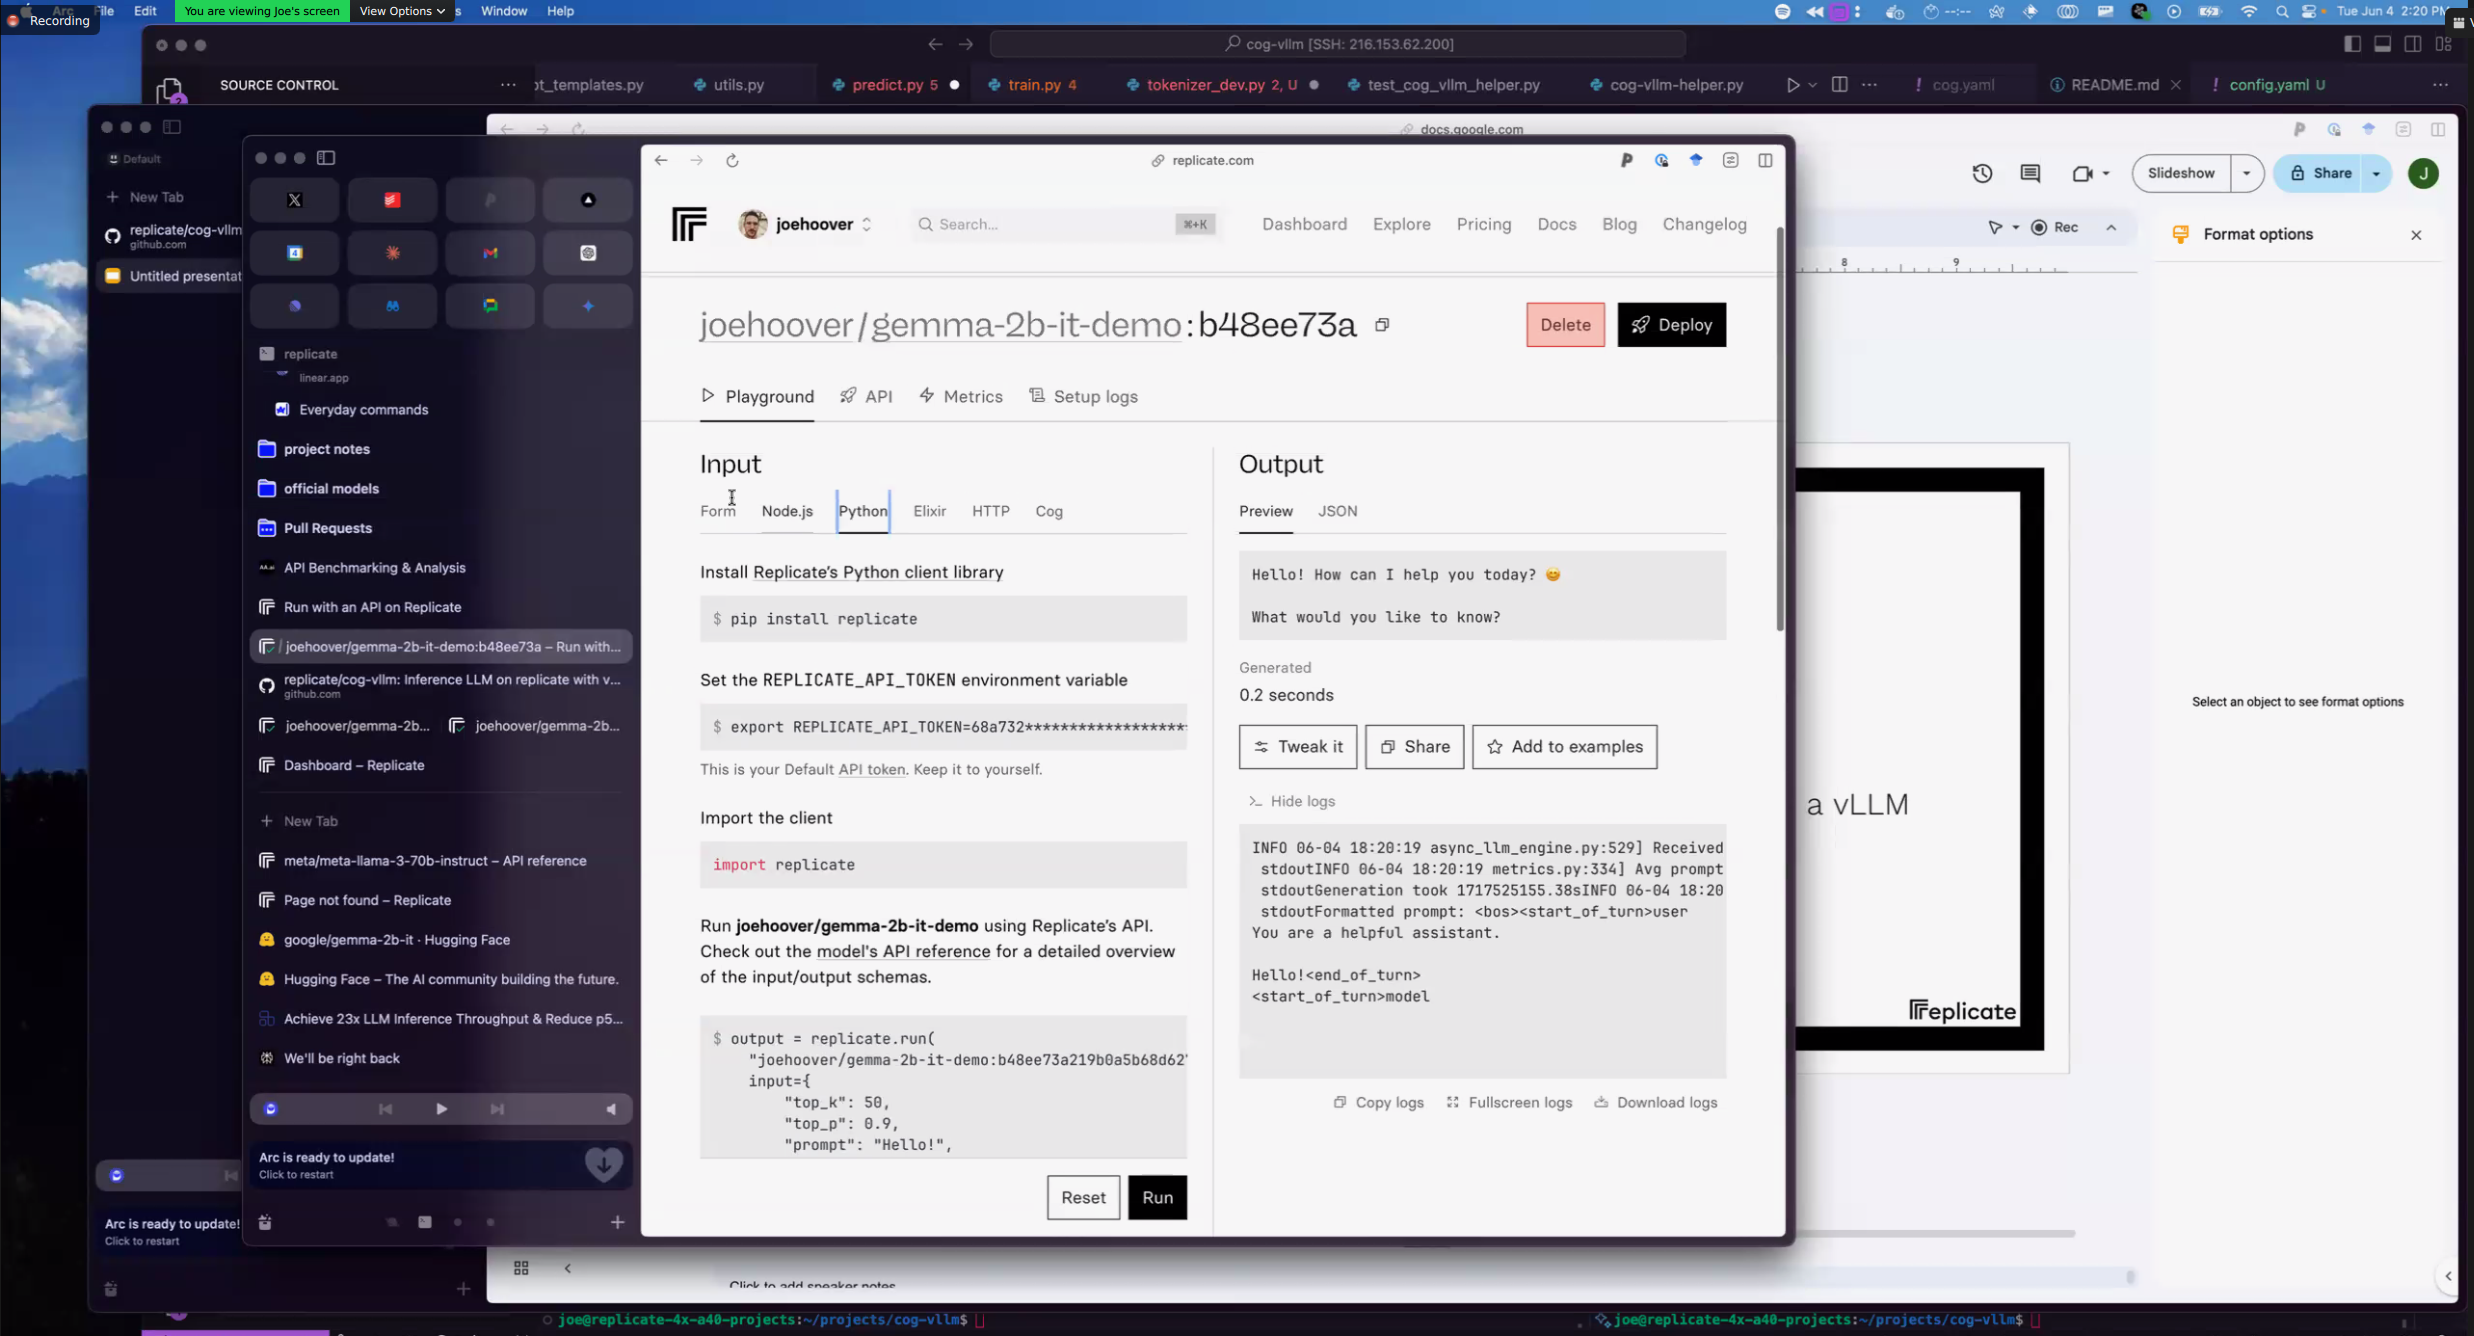 Recording
File
Edit
You are viewing Joe's screen
View Options
Window
Help
Tue Jun 4 2:20 PM
cog-vllm [SSH: 216.153.62.200]
SOURCE CONTROL
pt_templates.py
utils.py
predict.py 5
train.py 4
tokenizer_dev.py 2, U
test_cog_vllm_helper.py
cog-vllm-helper.py
cog.yaml
README.md
config.yaml U
docs.google.com
Default
New Tab
replicate/cog-vllm
github.com
Untitled presentat
replicate.com
Slideshow
Share
J
Rec
8
9
Format options
Select an object to see format options
joehoover
Search...
⌘+K
Dashboard
Explore
Pricing
Docs
Blog
Changelog
joehoover/gemma-2b-it-demo:b48ee73a
Delete
Deploy
Playground
API
Metrics
Setup logs
replicate
linear.app
Everyday commands
project notes
official models
Pull Requests
API Benchmarking & Analysis
Run with an API on Replicate
/ joehoover/gemma-2b-it-demo:b48ee73a – Run with...
replicate/cog-vllm: Inference LLM on replicate with v...
github.com
joehoover/gemma-2b...
joehoover/gemma-2b...
Dashboard – Replicate
New Tab
meta/meta-llama-3-70b-instruct – API reference
Page not found – Replicate
google/gemma-2b-it · Hugging Face
Hugging Face – The AI community building the future.
Achieve 23x LLM Inference Throughput & Reduce p5...
We'll be right back
Arc is ready to update!
Click to restart
Arc is ready to update!
Click to restart
Input
Form
Node.js
Python
Elixir
HTTP
Cog
Install Replicate's Python client library
$ pip install replicate
Set the REPLICATE_API_TOKEN environment variable
$ export REPLICATE_API_TOKEN=68a732*******************
This is your Default API token. Keep it to yourself.
Import the client
import replicate
Run joehoover/gemma-2b-it-demo using Replicate's API.
Check out the model's API reference for a detailed overview
of the input/output schemas.
$ output = replicate.run(
"joehoover/gemma-2b-it-demo:b48ee73a219b0a5b68d62
input={
"top_k": 50,
"top_p": 0.9,
"prompt": "Hello!",
Reset
Run
Output
Preview
JSON
Hello! How can I help you today? 😊
What would you like to know?
Generated
0.2 seconds
Tweak it
Share
Add to examples
Hide logs
INFO 06-04 18:20:19 async_llm_engine.py:529] Received
stdoutINFO 06-04 18:20:19 metrics.py:334] Avg prompt
stdoutGeneration took 1717525155.38sINFO 06-04 18:20
stdoutFormatted prompt: <bos><start_of_turn>user
You are a helpful assistant.
Hello!<end_of_turn>
<start_of_turn>model
Copy logs
Fullscreen logs
Download logs
a vLLM
replicate
Click to add speaker notes
joe@replicate-4x-a40-projects:~/projects/cog-vllm$
joe@replicate-4x-a40-projects:~/projects/cog-vllm$